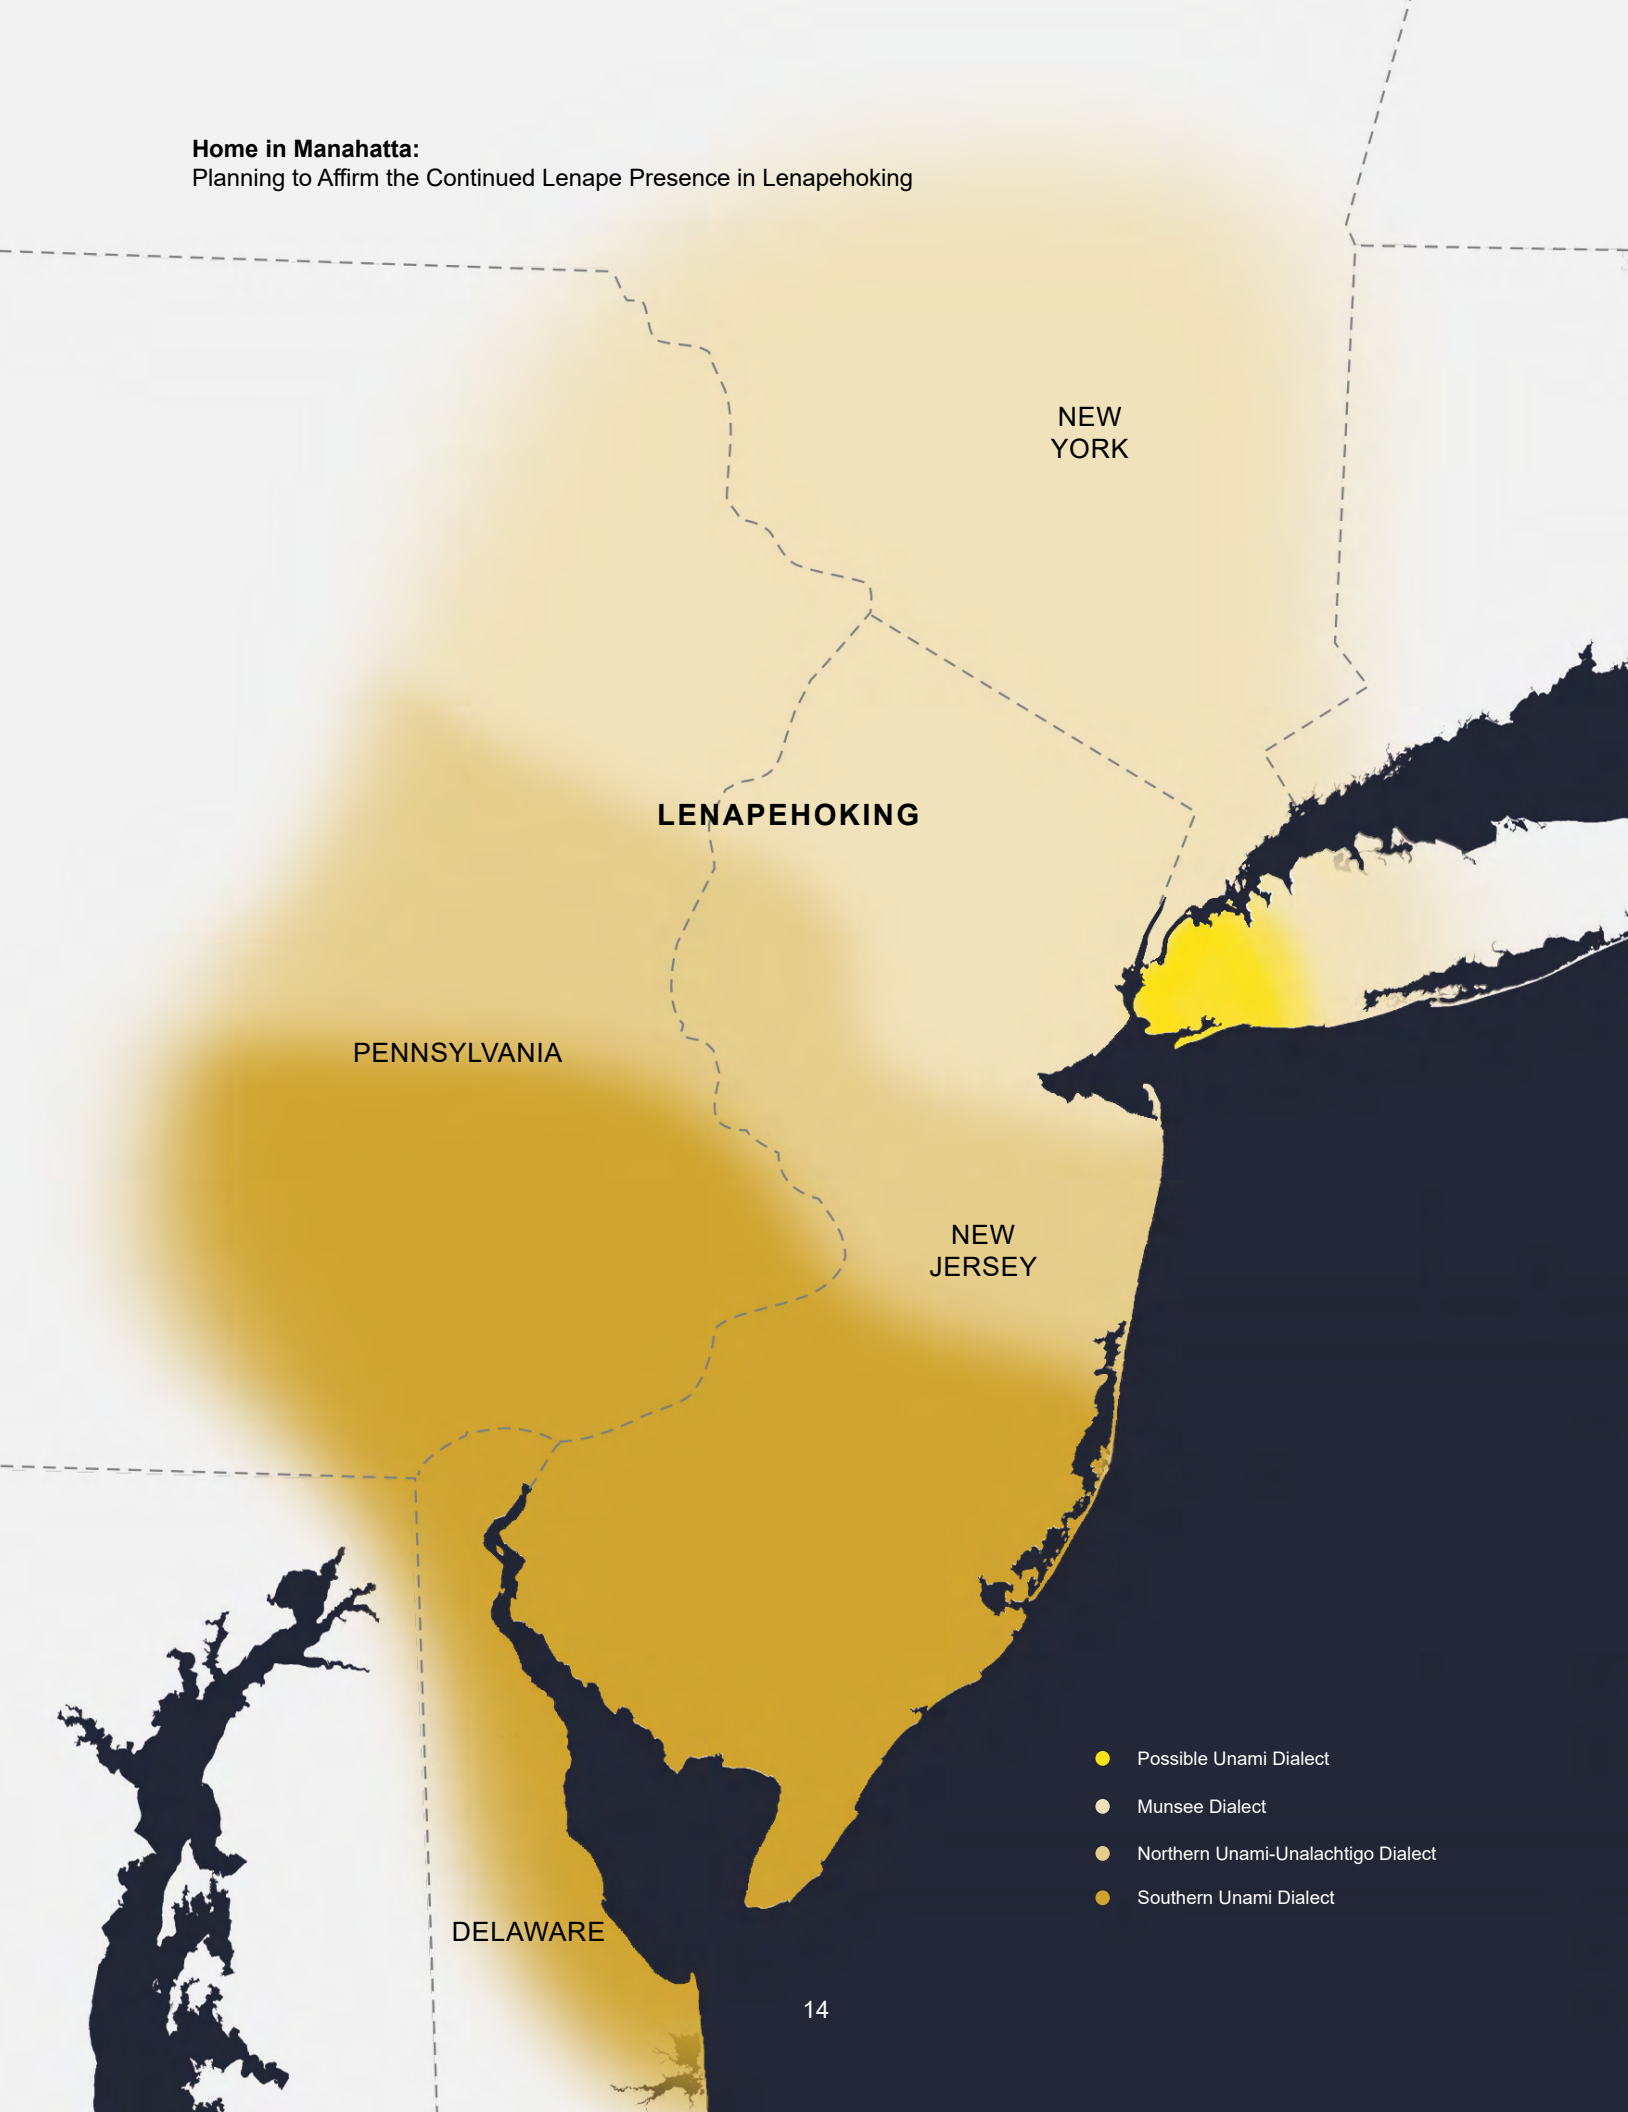 Home in Manahatta:
Planning to Affirm the Continued Lenape Presence in Lenapehoking
NEW
YORK
LENAPEHOKING
PENNSYLVANIA
NEW
JERSEY
Possible Unami Dialect
Munsee Dialect
Northern Unami-Unalachtigo Dialect
Southern Unami Dialect
DELAWARE
14